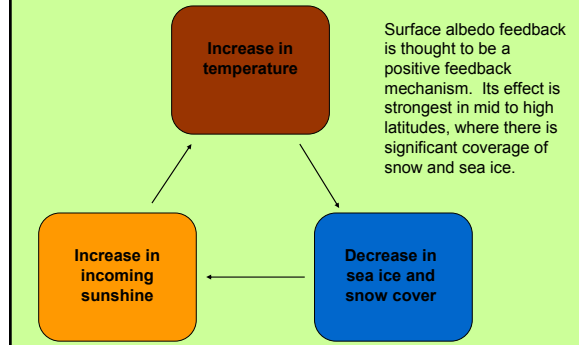 Increase in
temperature
Surface albedo feedback
is thought to be a
positive feedback
mechanism.  Its effect is
strongest in mid to high
latitudes, where there is
significant coverage of
snow and sea ice.
Increase in
incoming
sunshine
Decrease in
sea ice and
snow cover